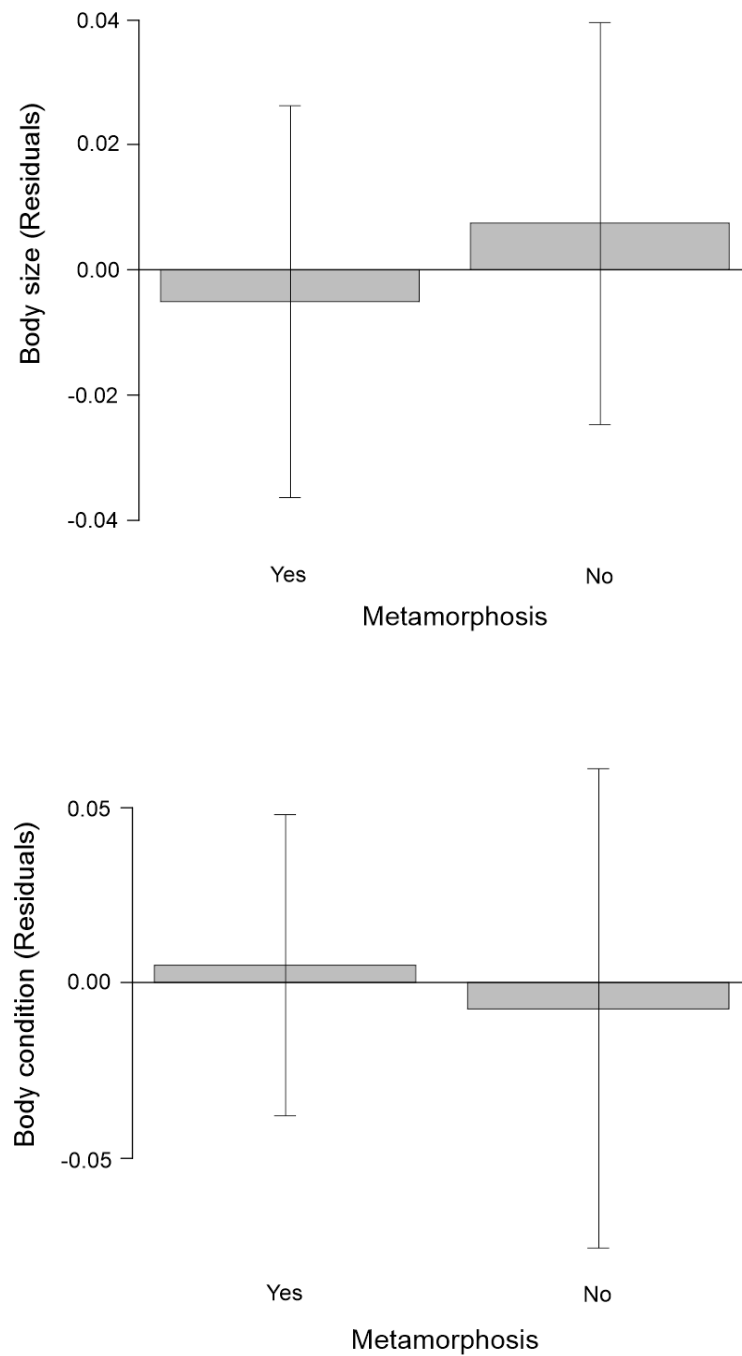 Body size (Residuals)
0.04
0.02
0.00
-0.02
-0.04
Yes No
Metamorphosis
Body condition (Residuals)
0.05
0.00
-0.05
Yes No
Metamorphosis